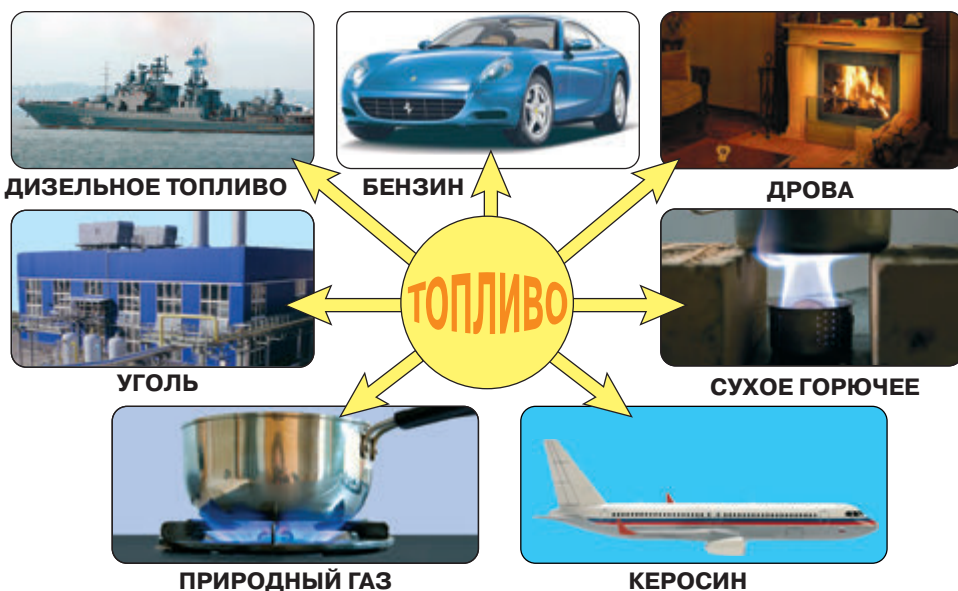 ДИЗЕЛЬНОЕ ТОПЛИВО
БЕНЗИН
ДРОВА
ТОПЛИВО
УГОЛЬ
СУХОЕ ГОРЮЧЕЕ
ПРИРОДНЫЙ ГАЗ
КЕРОСИН